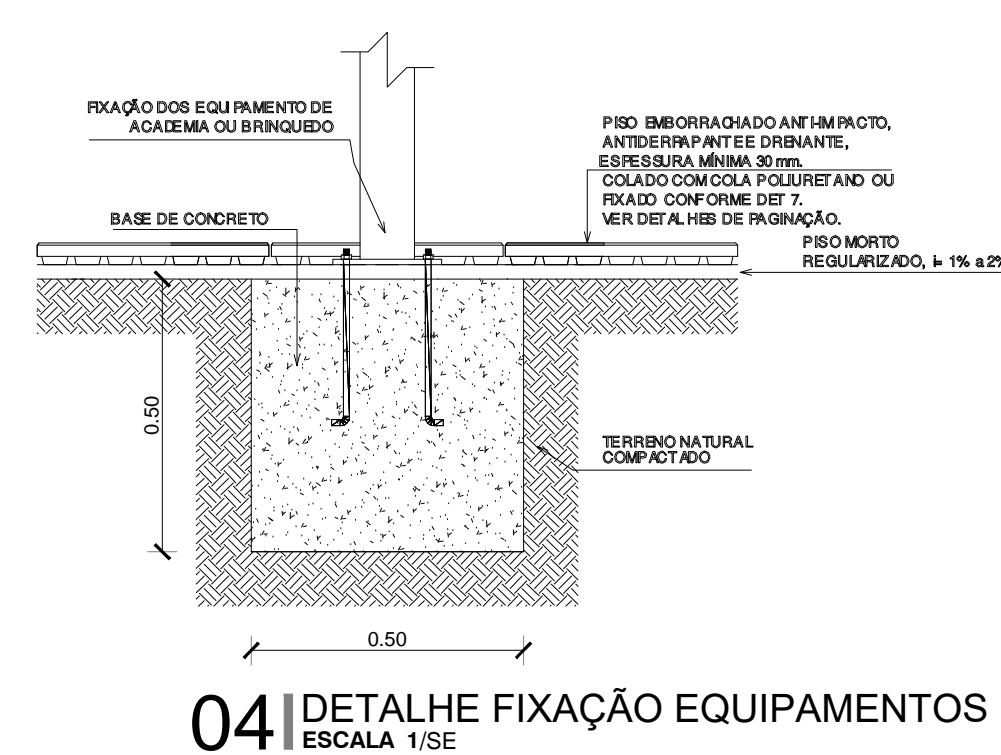 FIXAÇÃO DOS EQUIPAMENTO DE
ACADEMIA OU BRINQUEDO
BASE DE CONCRETO
PISO EMBORRACHADO ANTI-IMPACTO,
ANTIDERRAPANTE E DRENANTE,
ESPESSURA MÍNIMA 30 mm.
COLADO COM COLA POLIURETANO OU
FIXADO CONFORME DET 7.
VER DETALHES DE PAGINAÇÃO.
PISO MORTO
REGULARIZADO, i= 1% a 2%
0.50
TERRENO NATURAL
COMPACTADO
0.50
04 DETALHE FIXAÇÃO EQUIPAMENTOS
ESCALA 1/SE